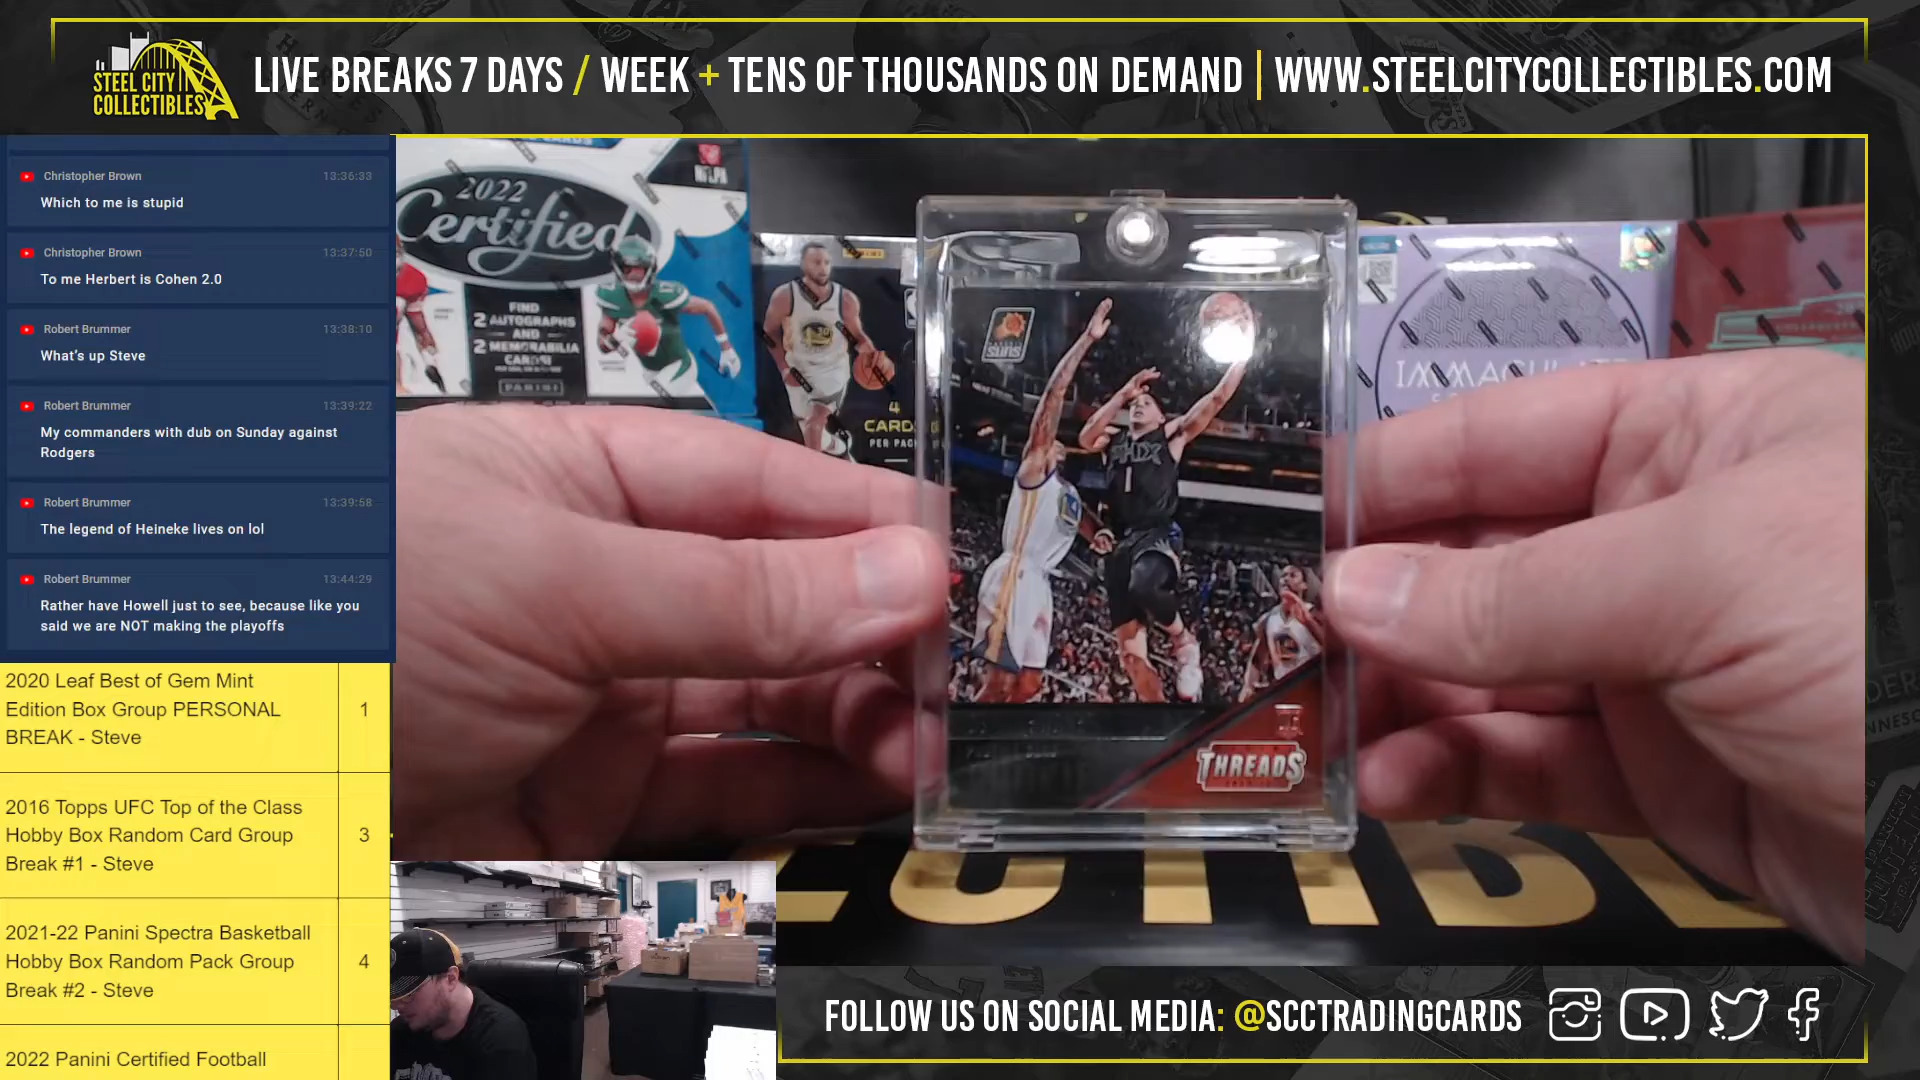 STEEL CITY
COLLECTIBLES
LIVE BREAKS 7 DAYS / WEEK + TENS OF THOUSANDS ON DEMAND | WWW.STEELCITYCOLLECTIBLES.COM
Christopher Brown 13:36:33
Which to me is stupid
Christopher Brown 13:37:50
To me Herbert is Cohen 2.0
Robert Brummer 13:38:10
What's up Steve
Robert Brummer 13:39:22
My commanders with dub on Sunday against
Rodgers
Robert Brummer 13:39:58
The legend of Heineke lives on lol
Robert Brummer 13:44:29
Rather have Howell just to see, because like you
said we are NOT making the playoffs
2020 Leaf Best of Gem Mint
Edition Box Group PERSONAL 1
BREAK - Steve
2016 Topps UFC Top of the Class
Hobby Box Random Card Group 3
Break #1 - Steve
2021-22 Panini Spectra Basketball
Hobby Box Random Pack Group 4
Break #2 - Steve
2022 Panini Certified Football
NFLPA
2022
Certified
FIND
2 AUTOGRAPHS
AND
2 MEMORABILIA
CARDS!
PANINI
30
4
CARDS
PER PACK
SUNS
PHX
1
THREADS
IMMACULATE
FOLLOW US ON SOCIAL MEDIA: @SCCTRADINGCARDS